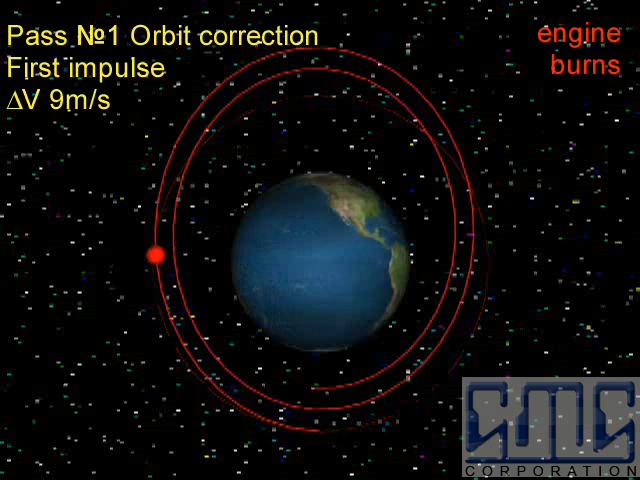 Pass №1 Orbit correction
First impulse
ΔV 9m/s
engine
burns
CORPORATION